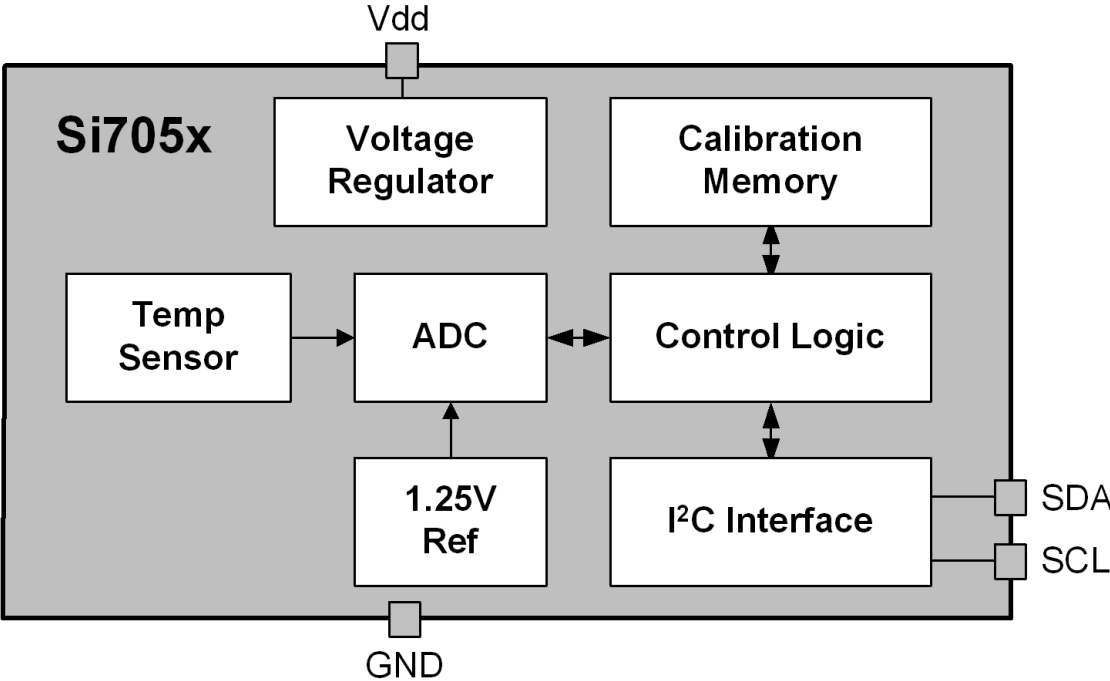 Vdd
Si705x
Voltage
Regulator
Calibration
Memory
Temp
Sensor
ADC
Control Logic
1.25V
Ref
I²C Interface
SDA
SCL
GND